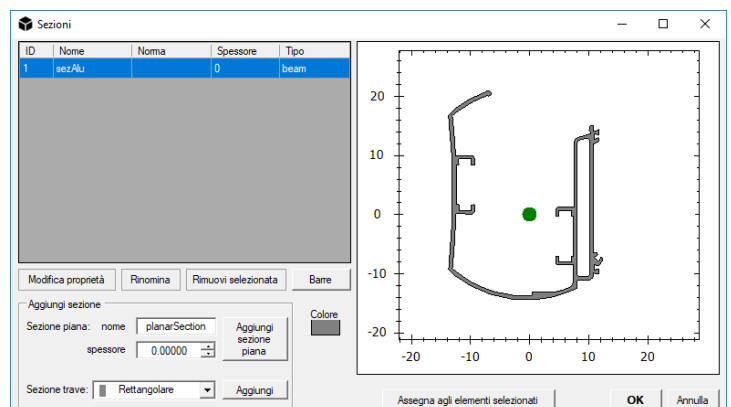 Sezioni
ID Nome Norma Spessore Tipo
1 sezAlu 0 beam
Modifica proprietà Rinomina Rimuovi selezionata Barre
Aggiungi sezione
Sezione piana: nome planarSection
Aggiungi
sezione
piana
spessore 0.00000
Colore
Sezione trave: Rettangolare Aggiungi
20
10
0
-10
-20
-20 -10 0 10 20
Assegna agli elementi selezionati OK Annulla